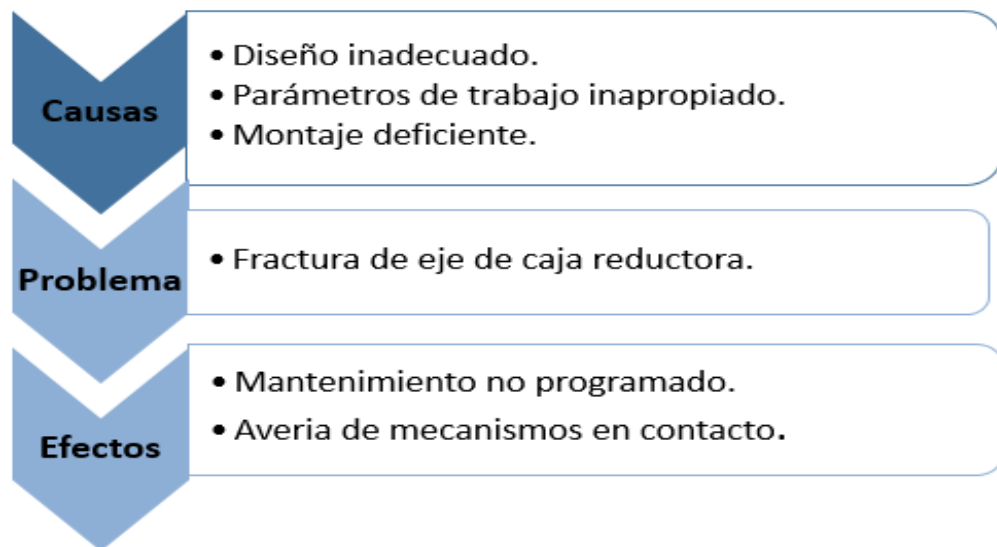 Causas
• Diseño inadecuado.
• Parámetros de trabajo inapropiado.
• Montaje deficiente.
Problema
• Fractura de eje de caja reductora.
Efectos
• Mantenimiento no programado.
• Averia de mecanismos en contacto.